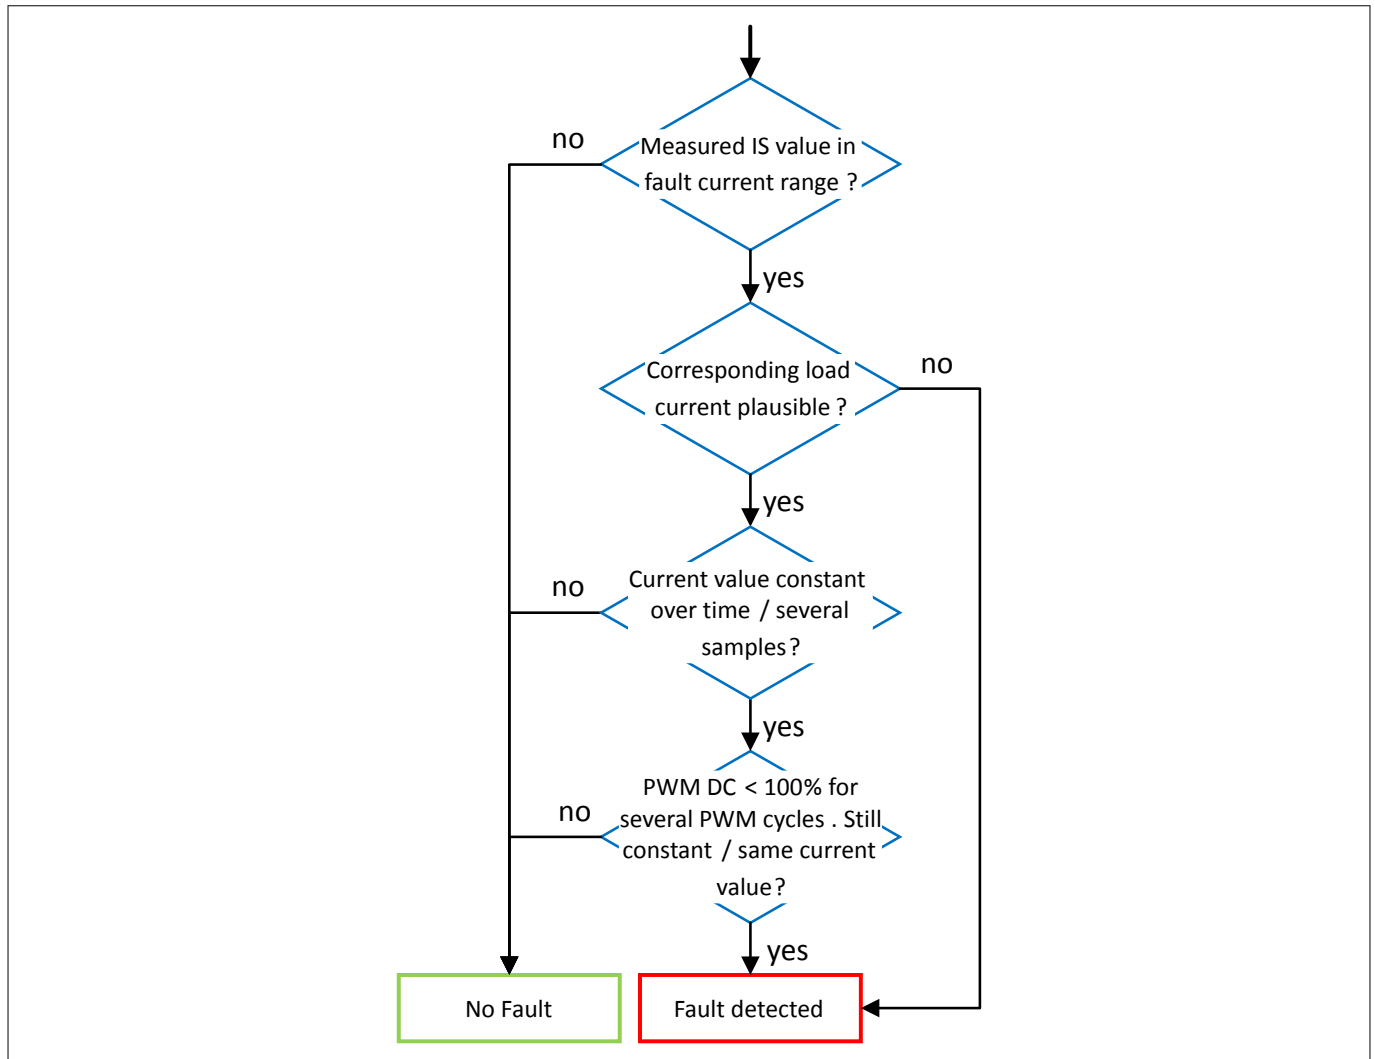 no
Measured IS value in
fault current range ?
yes
Corresponding load
current plausible ?
no
yes
no
Current value constant
over time / several
samples?
yes
no
PWM DC < 100% for
several PWM cycles . Still
constant / same current
value?
yes
No Fault
Fault detected